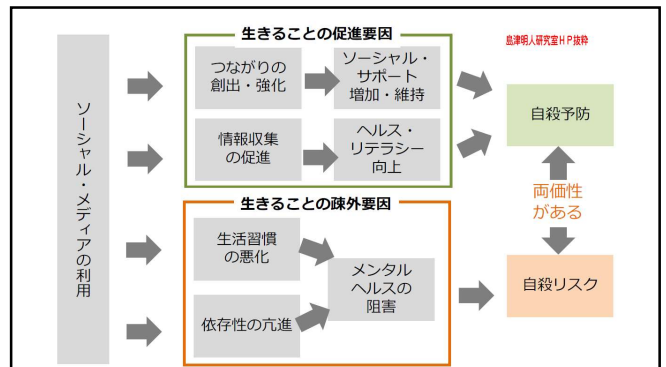 生きることの促進要因
島津明人研究室HP抜粋
ソーシャル・メディアの利用
つながりの
創出・強化
ソーシャル・
サポート
増加・維持
情報収集
の促進
ヘルス・
リテラシー
向上
自殺予防
両価性
がある
生きることの疎外要因
生活習慣
の悪化
依存性の亢進
メンタル
ヘルスの
阻害
自殺リスク